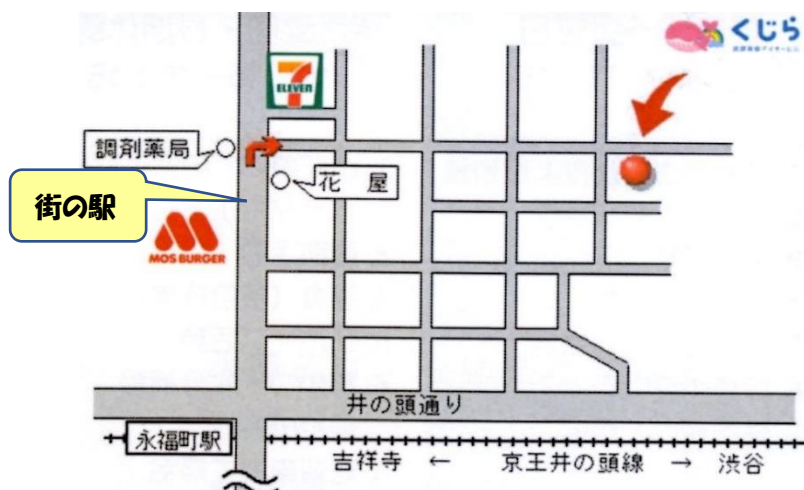 くじら
7
ELEVEN
調剤薬局
花 屋
街の駅
MOS BURGER
井の頭通り
永福町駅
吉祥寺 ← 京王井の頭線 → 渋谷